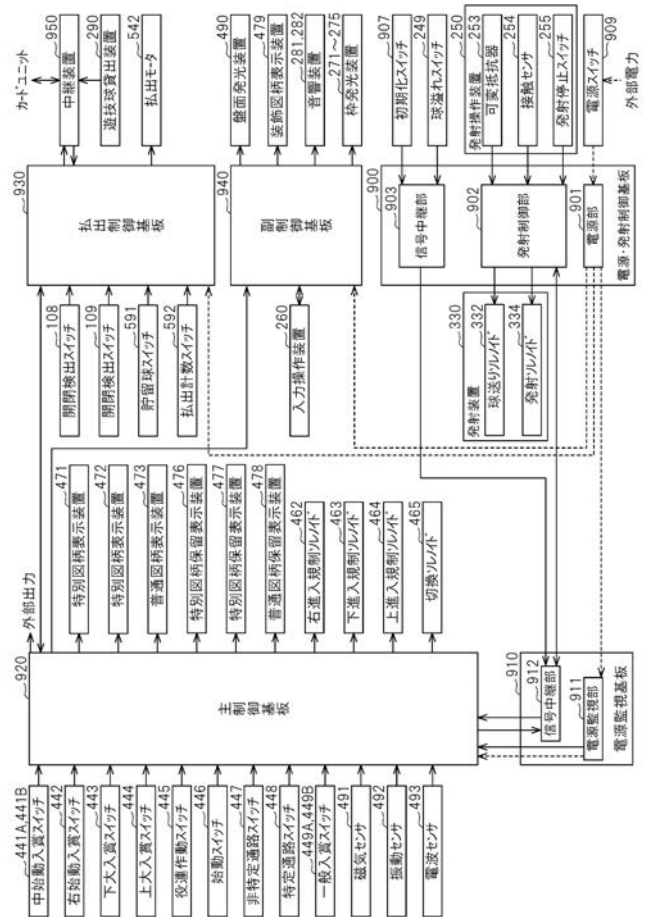 441A,441B
中始動入賞スイッチ
442
右始動入賞スイッチ
443
下大入賞スイッチ
444
上大入賞スイッチ
445
役連作動スイッチ
446
始動スイッチ
447
非特定通路スイッチ
448
特定通路スイッチ
449A,449B
一般入賞スイッチ
491
磁気センサ
492
振動センサ
493
電波センサ
920
主制御基板
外部出力
471
特別図柄表示装置
472
特別図柄表示装置
473
普通図柄表示装置
476
特別図柄保留表示装置
477
特別図柄保留表示装置
478
普通図柄保留表示装置
462
右進入規制ソレノイド
463
下進入規制ソレノイド
464
上進入規制ソレノイド
465
切換ソレノイド
910
912
信号中継部
911
電源監視部
電源監視基板
108
開閉検出スイッチ
109
開閉検出スイッチ
591
貯留球スイッチ
592
払出計数スイッチ
260
入力操作装置
330
発射装置
332
球送りソレノイド
334
発射ソレノイド
930
払出制御基板
940
副制御基板
900
903
信号中継部
902
発射制御部
901
電源部
電源・発射制御基板
カードユニット
950
中継装置
290
遊技球貸出装置
542
払出モータ
490
盤面発光装置
479
装飾図柄表示装置
281,282
音響装置
271～275
枠発光装置
907
初期化スイッチ
249
球溢れスイッチ
250
発射操作装置
253
可変抵抗器
254
接触センサ
255
発射停止スイッチ
909
電源スイッチ
外部電力